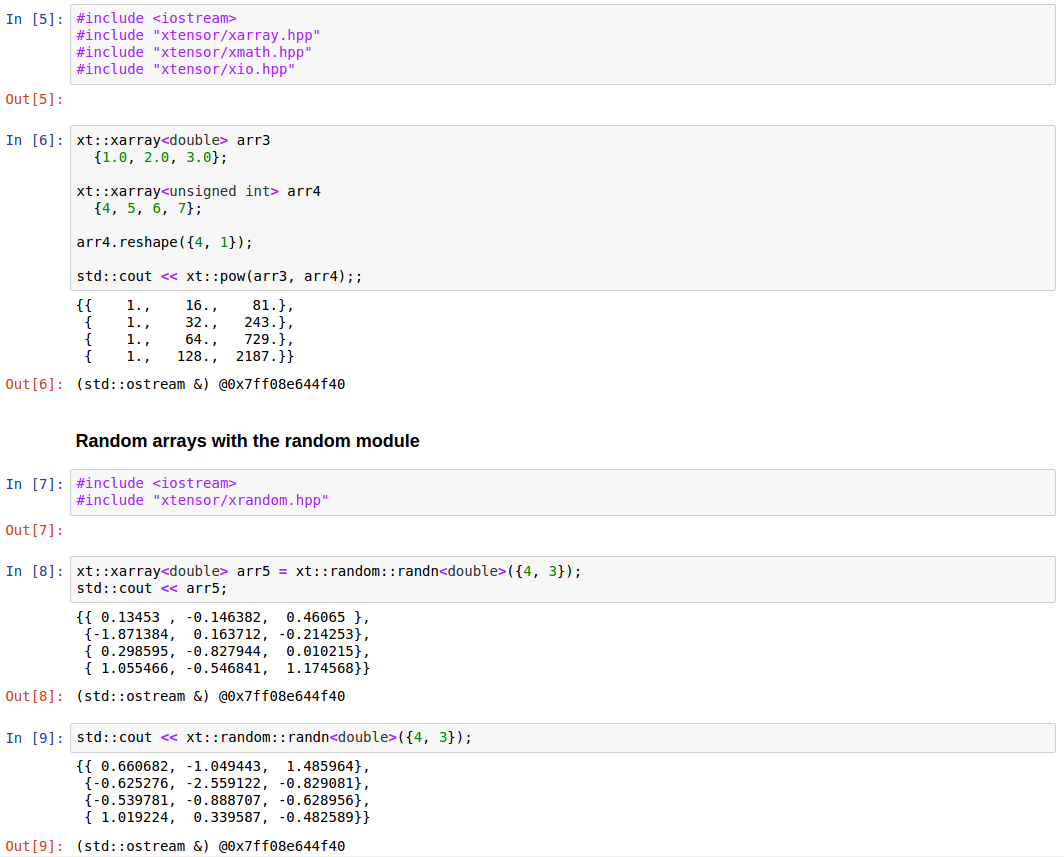 In [5]: #include <iostream>
#include "xtensor/xarray.hpp"
#include "xtensor/xmath.hpp"
#include "xtensor/xio.hpp"
Out[5]:
In [6]: xt::xarray<double> arr3
  {1.0, 2.0, 3.0};
xt::xarray<unsigned int> arr4
  {4, 5, 6, 7};
arr4.reshape({4, 1});
std::cout << xt::pow(arr3, arr4);;
{{    1.,    16.,    81.},
 {    1.,    32.,   243.},
 {    1.,    64.,   729.},
 {    1.,   128.,  2187.}}
Out[6]: (std::ostream &) @0x7ff08e644f40
Random arrays with the random module
In [7]: #include <iostream>
#include "xtensor/xrandom.hpp"
Out[7]:
In [8]: xt::xarray<double> arr5 = xt::random::randn<double>({4, 3});
std::cout << arr5;
{{ 0.13453 , -0.146382,  0.46065 },
 {-1.871384,  0.163712, -0.214253},
 { 0.298595, -0.827944,  0.010215},
 { 1.055466, -0.546841,  1.174568}}
Out[8]: (std::ostream &) @0x7ff08e644f40
In [9]: std::cout << xt::random::randn<double>({4, 3});
{{ 0.660682, -1.049443,  1.485964},
 {-0.625276, -2.559122, -0.829081},
 {-0.539781, -0.888707, -0.628956},
 { 1.019224,  0.339587, -0.482589}}
Out[9]: (std::ostream &) @0x7ff08e644f40